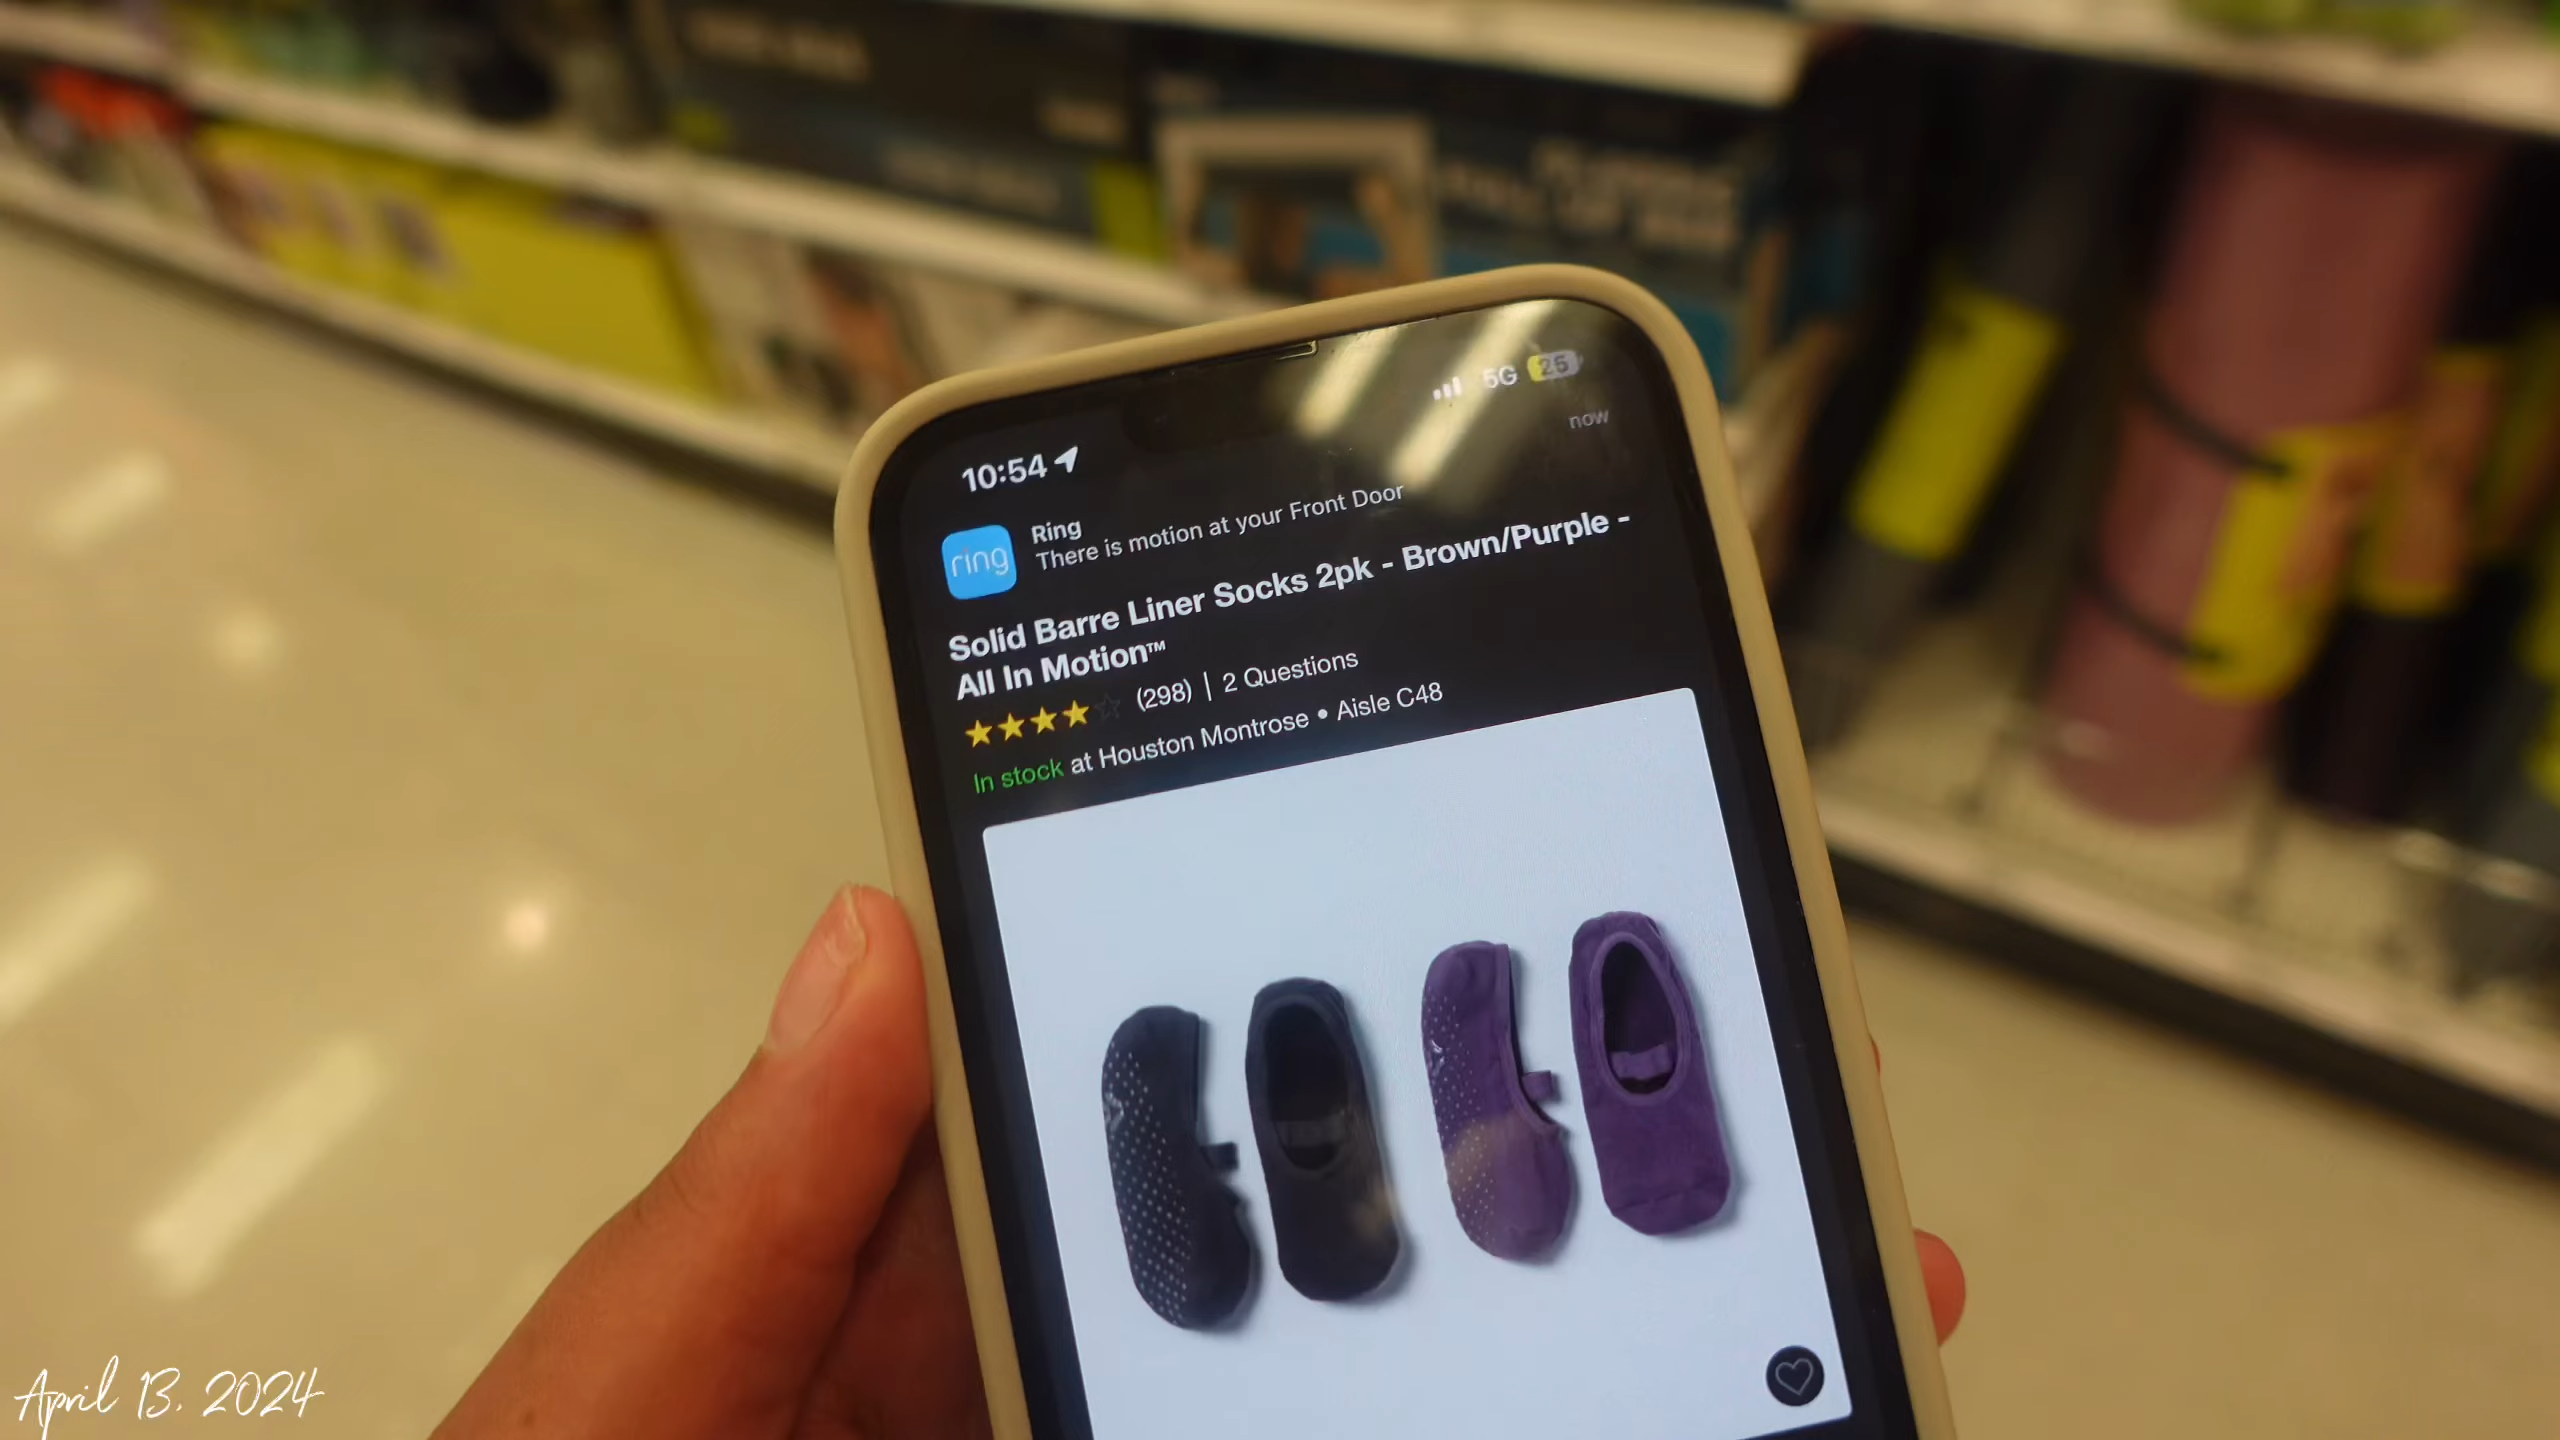 10:54
5G 25
now
ring
Ring
There is motion at your Front Door
Solid Barre Liner Socks 2pk - Brown/Purple -
All In Motion™
(298) | 2 Questions
In stock at Houston Montrose • Aisle C48
April 13, 2024